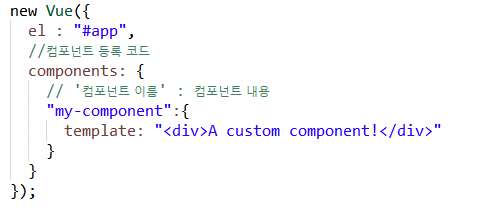 new Vue({
  el : "#app",
  //컴포넌트 등록 코드
  components: {
    // '컴포넌트 이름' : 컴포넌트 내용
    "my-component":{
      template: "<div>A custom component!</div>"
    }
  }
});